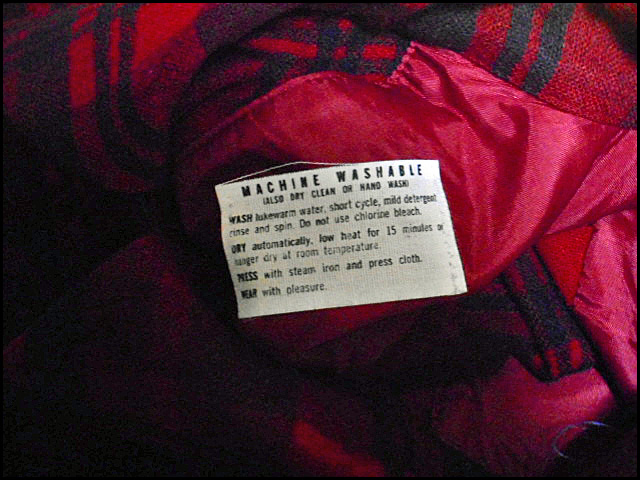 MACHINE WASHABLE
(ALSO DRY CLEAN OR HAND WASH)
WASH lukewarm water, short cycle, mild detergent
rinse and spin. Do not use chlorine bleach.
DRY automatically, low heat for 15 minutes or
hanger dry at room temperature.
PRESS with steam iron and press cloth.
WEAR with pleasure.